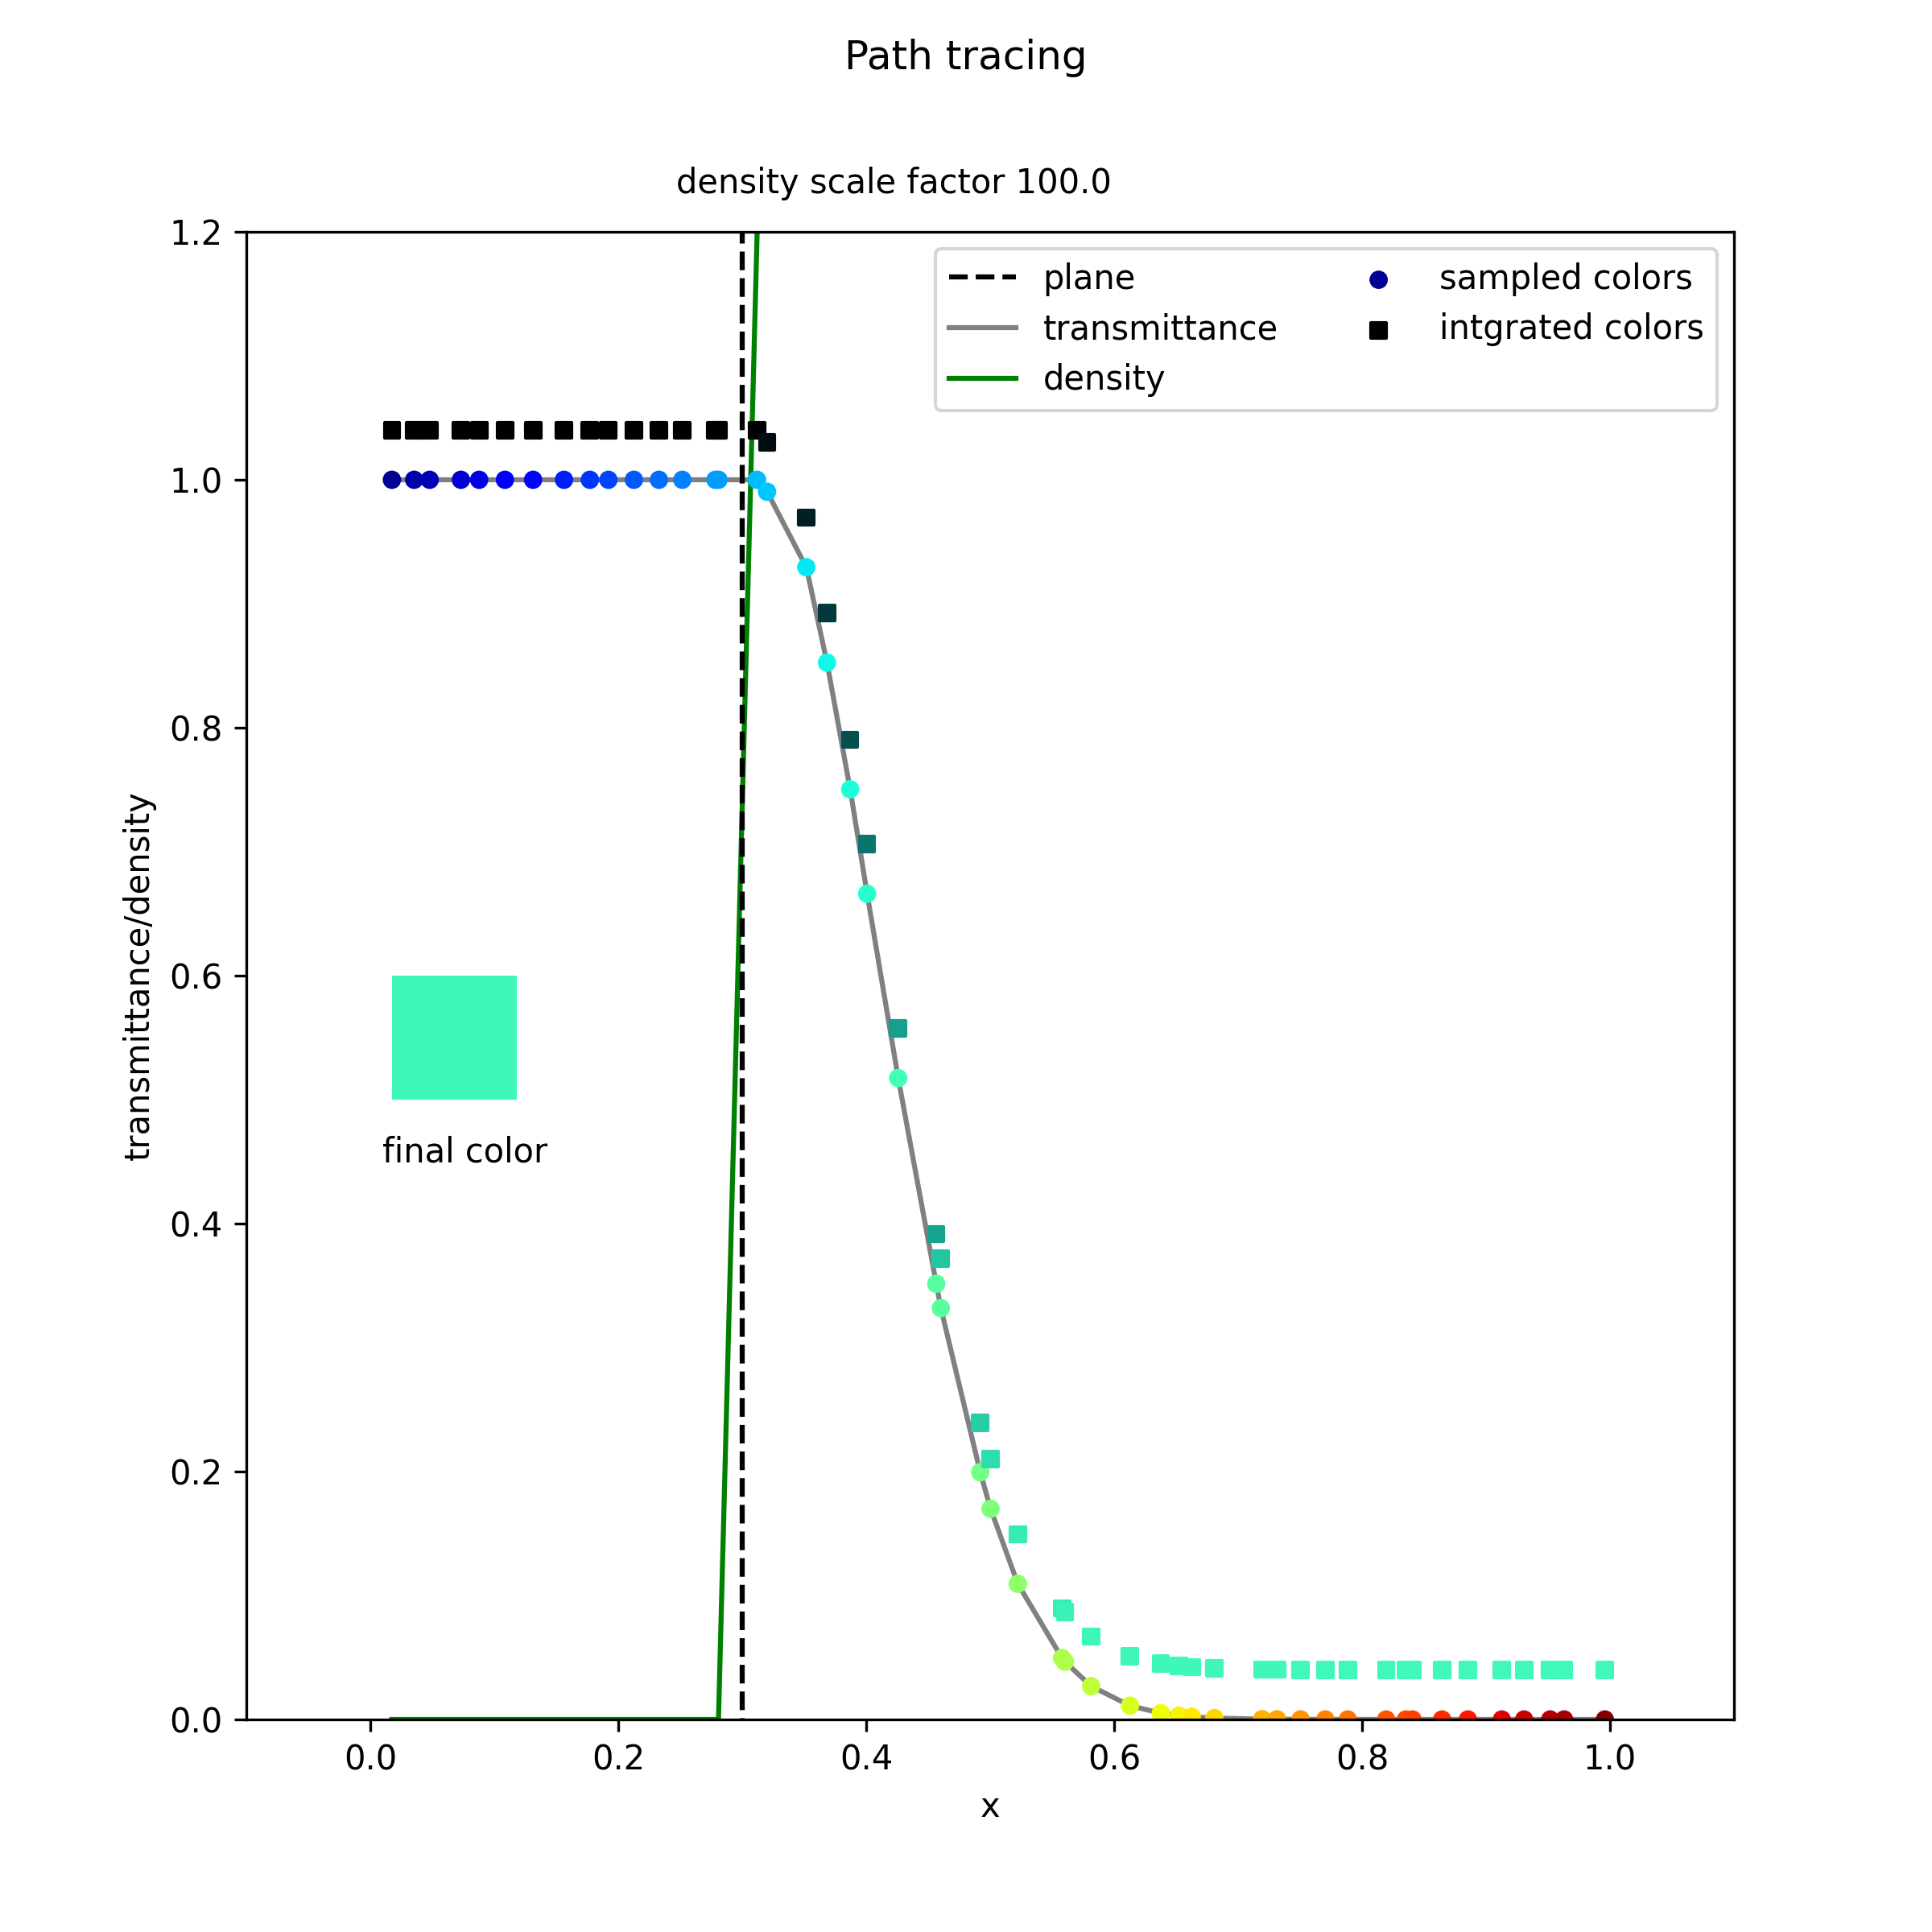 Path tracing
density scale factor 100.0
plane
transmittance
density
sampled colors
intgrated colors
transmittance/density
1.2
1.0
0.8
0.6
0.4
0.2
0.0
final color
0.0 0.2 0.4 0.6 0.8 1.0
x